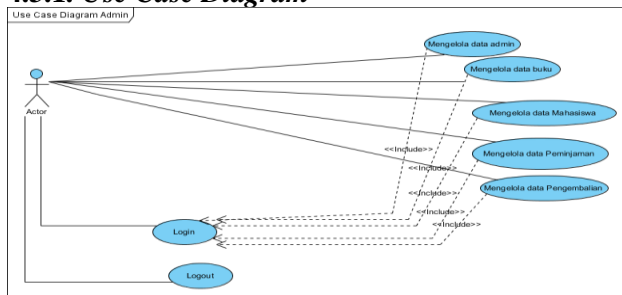 4.3.1. Use Case Diagram
Use Case Diagram Admin
Mengelola data admin
Mengelola data buku
Actor
Mengelola data Mahasiswa
<<Include>>
Mengelola data Peminjaman
<<Include>>
Mengelola data Pengembalian
<<Include>>
<<Include>>
Login
<<Include>>
Logout